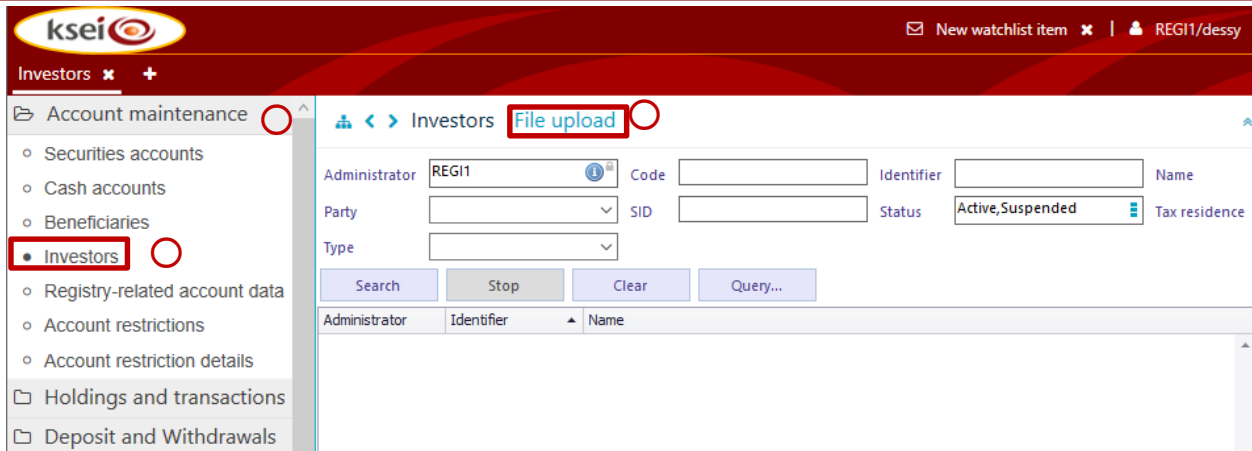 ksei
New watchlist item
REGI1/dessy
Investors
Account maintenance
Securities accounts
Cash accounts
Beneficiaries
Investors
Registry-related account data
Account restrictions
Account restriction details
Holdings and transactions
Deposit and Withdrawals
Investors File upload
Administrator REGI1 Code Identifier Name
Party SID Status Active,Suspended Tax residence
Type
Search Stop Clear Query...
Administrator Identifier Name